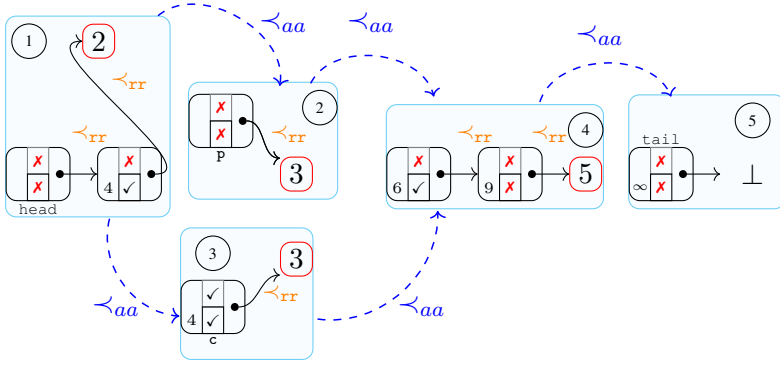 1
2
≺aa
≺aa
≺aa
≺rr
≺rr
✗
✗
head
✗
4 ✓
2
✗
✗
p
≺rr
3
4
≺rr
≺rr
✗
6 ✓
✗
9 ✗
5
5
tail
✗
∞ ✗
⊥
3
3
✓
4 ✓
c
≺rr
≺aa
≺aa